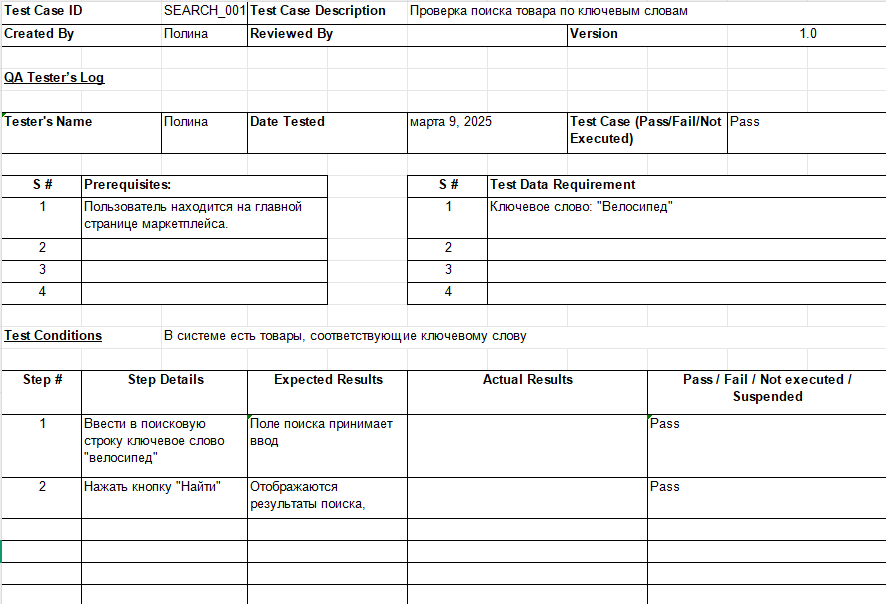 Test Case ID SEARCH_001 Test Case Description Проверка поиска товара по ключевым словам
Created By Полина Reviewed By Version 1.0
QA Tester’s Log
Tester's Name Полина Date Tested марта 9, 2025 Test Case (Pass/Fail/Not Pass
Executed)
S # Prerequisites: S # Test Data Requirement
1 Пользователь находится на главной 1 Ключевое слово: "Велосипед"
странице маркетплейса.
2 2
3 3
4 4
Test Conditions В системе есть товары, соответствующие ключевому слову
Step # Step Details Expected Results Actual Results Pass / Fail / Not executed /
Suspended
1 Ввести в поисковую Поле поиска принимает Pass
строку ключевое слово ввод
"велосипед"
2 Нажать кнопку "Найти" Отображаются Pass
результаты поиска,